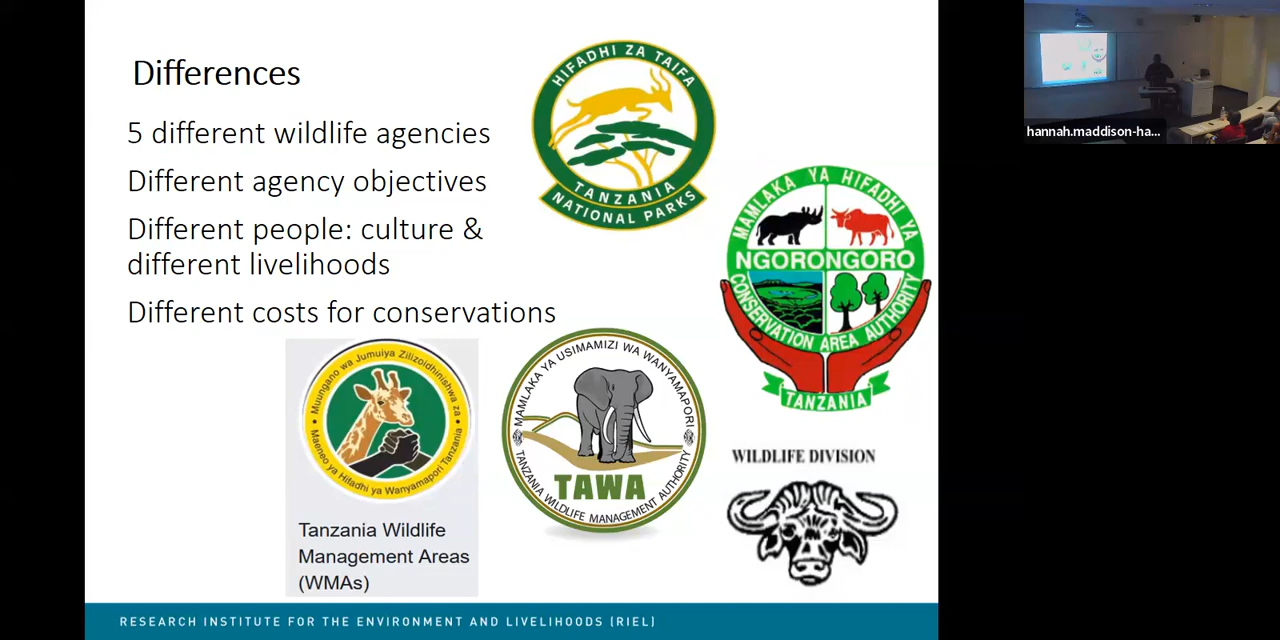 Differences
5 different wildlife agencies
Different agency objectives
Different people: culture &
different livelihoods
Different costs for conservations
HIFADHI ZA TAIFA
TANZANIA
NATIONAL PARKS
MAMLAKA YA HIFADHI YA
NGORONGORO
CONSERVATION AREA AUTHORITY
TANZANIA
Muungano wa Jumuiya Zilizoidhinishwa za
Maeneo ya Hifadhi ya Wanyamapori Tanzania
Tanzania Wildlife
Management Areas
(WMAs)
MAMLAKA YA USIMAMIZI WA WANYAMAPORI
TAWA
TANZANIA WILDLIFE MANAGEMENT AUTHORITY
WILDLIFE DIVISION
RESEARCH INSTITUTE FOR THE ENVIRONMENT AND LIVELIHOODS (RIEL)
hannah.maddison-ha...